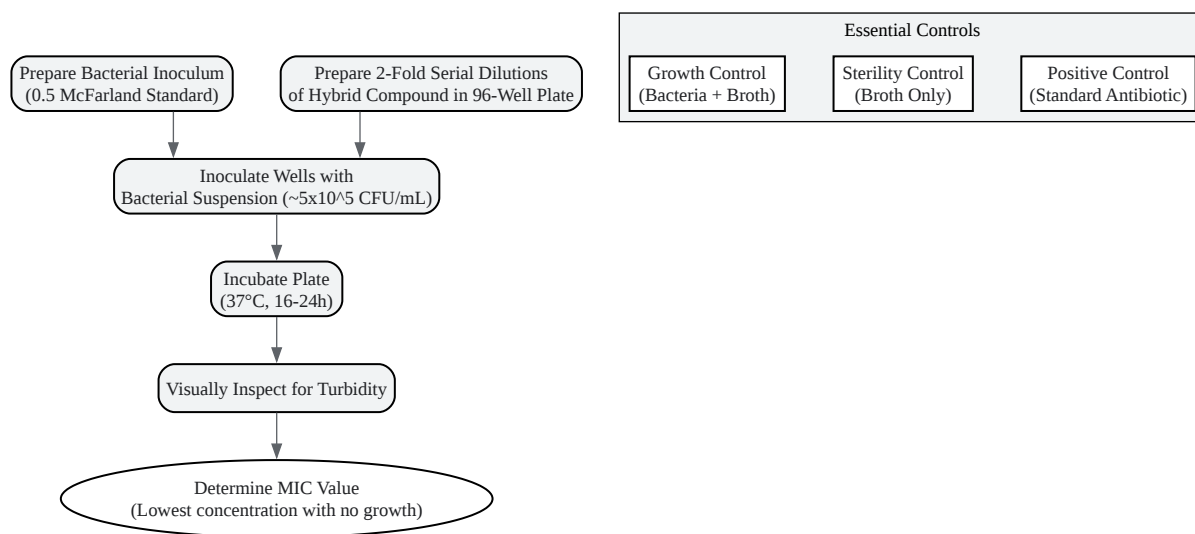 Prepare Bacterial Inoculum
(0.5 McFarland Standard)
Prepare 2-Fold Serial Dilutions
of Hybrid Compound in 96-Well Plate
Inoculate Wells with
Bacterial Suspension (~5x10^5 CFU/mL)
Incubate Plate
(37°C, 16-24h)
Visually Inspect for Turbidity
Determine MIC Value
(Lowest concentration with no growth)
Essential Controls
Growth Control
(Bacteria + Broth)
Sterility Control
(Broth Only)
Positive Control
(Standard Antibiotic)